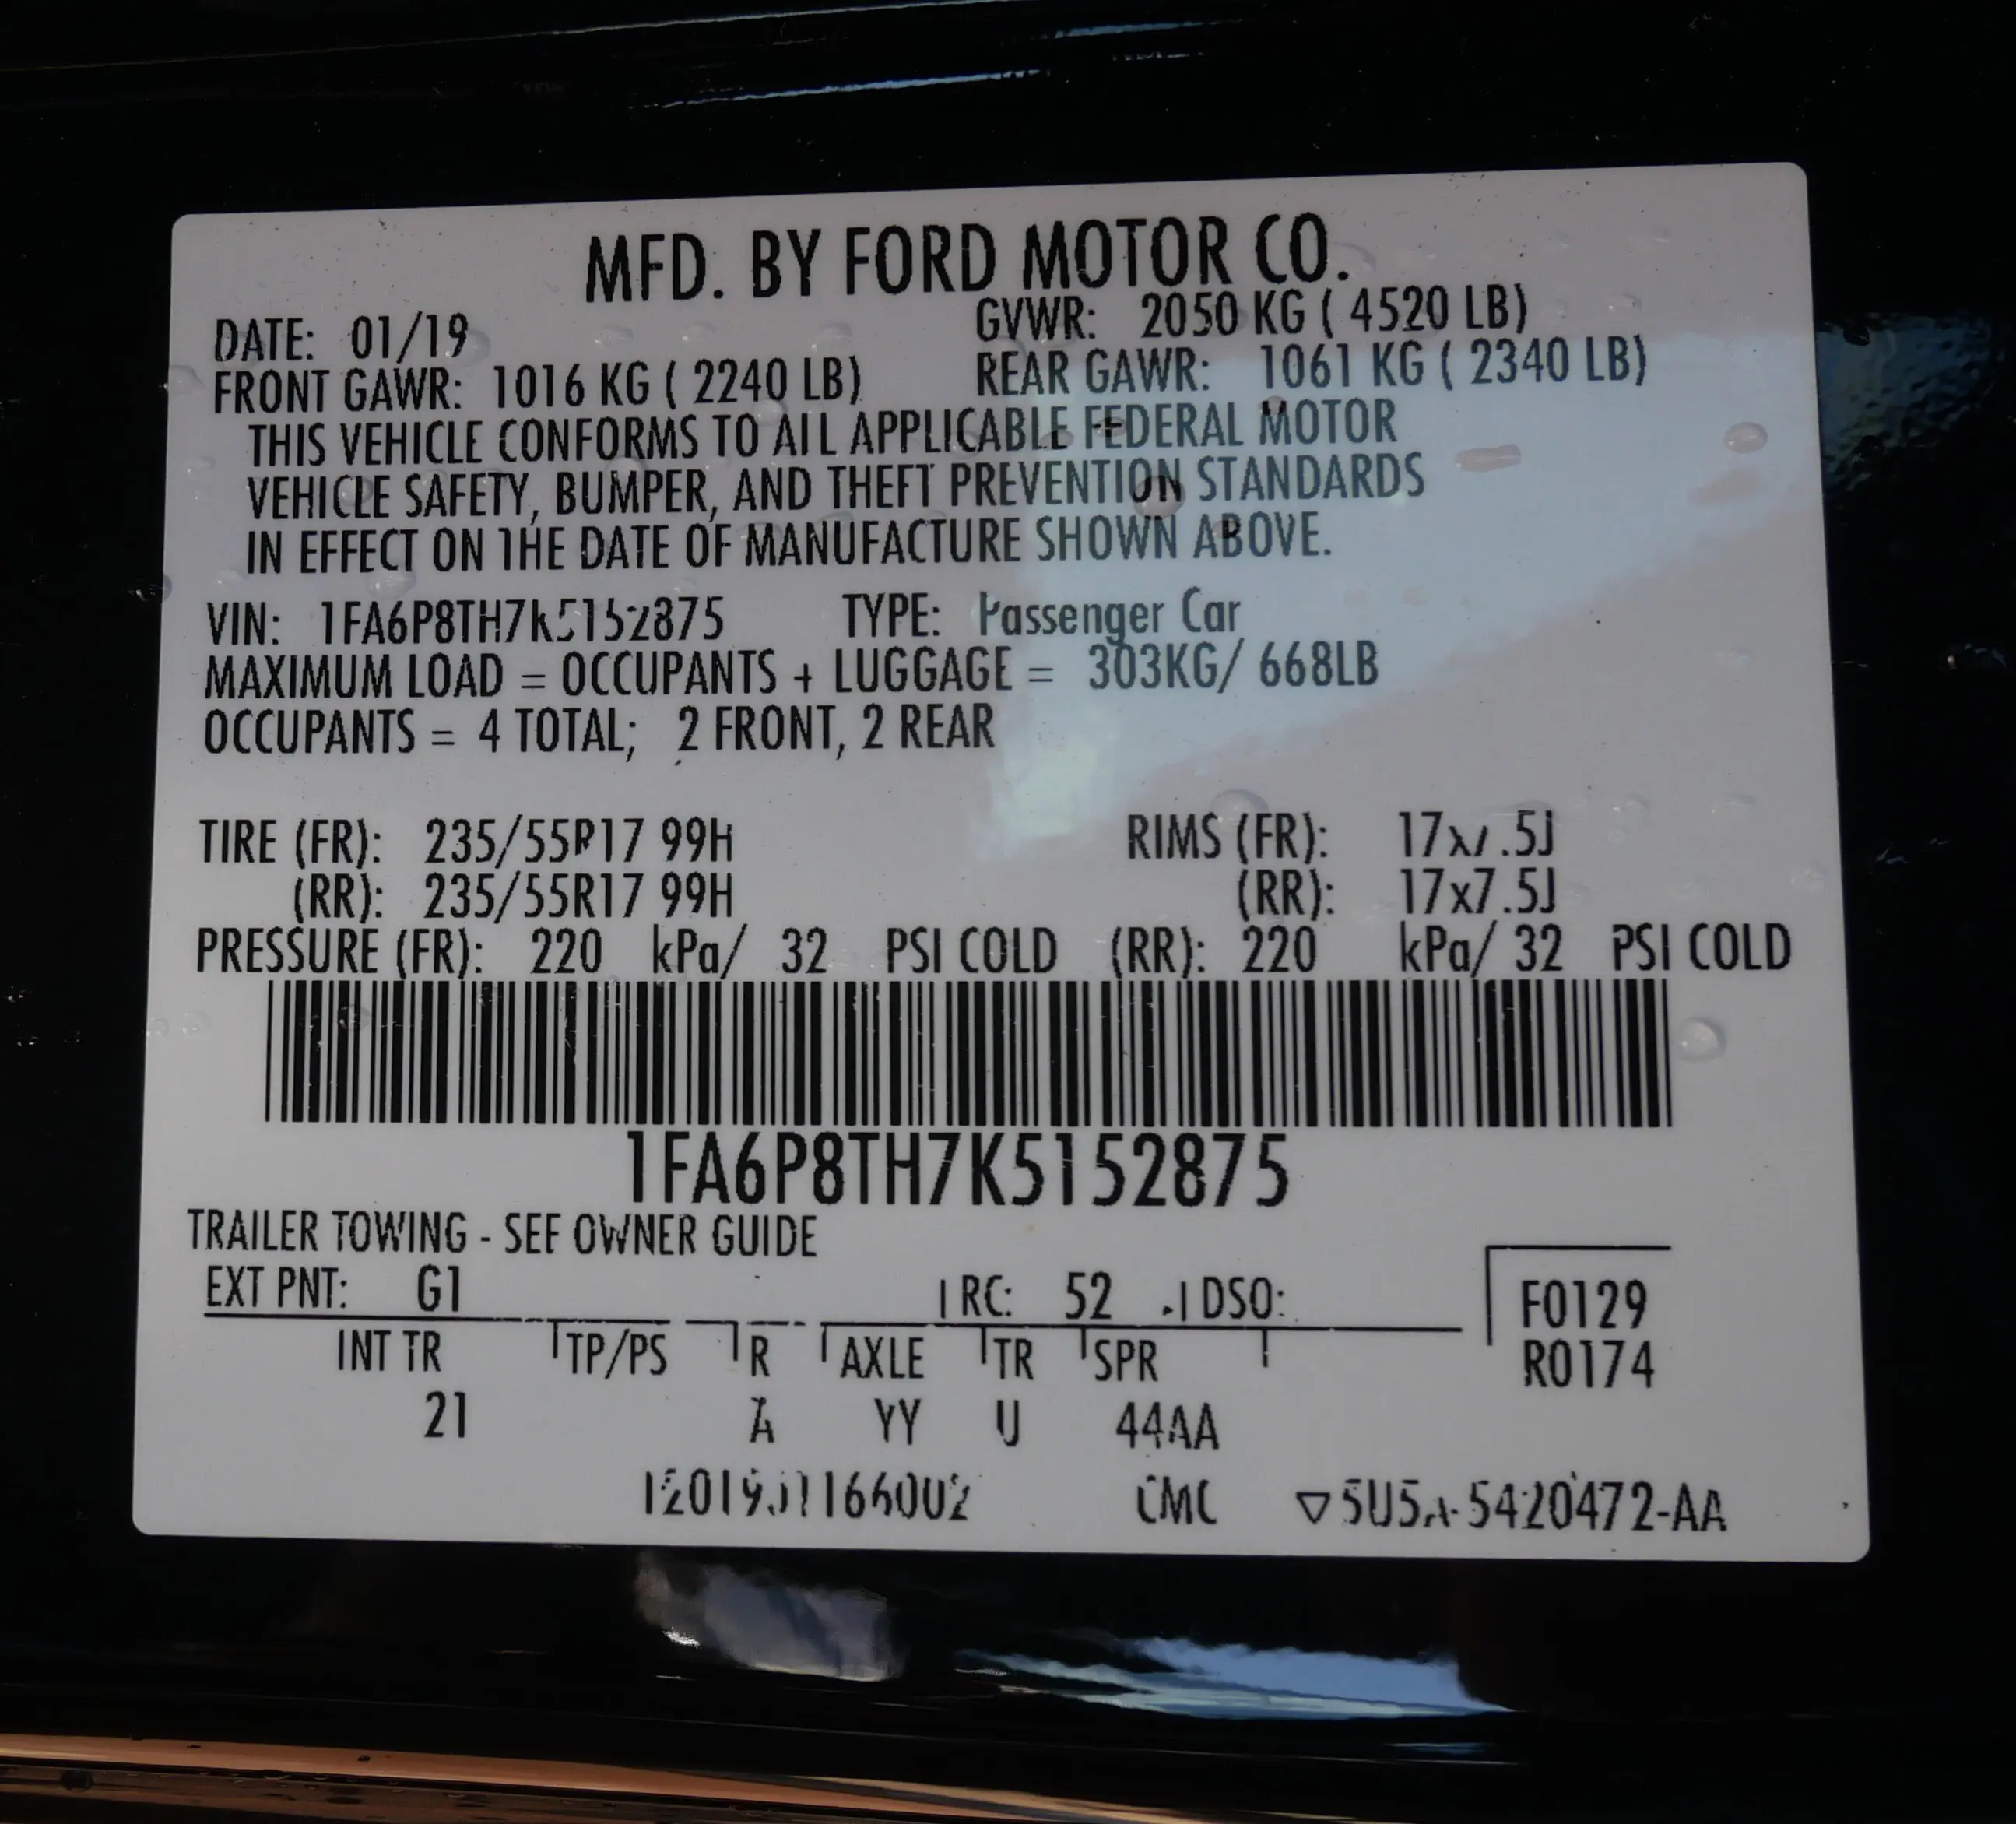 MFD. BY FORD MOTOR CO.
DATE: 01/19 GVWR: 2050 KG ( 4520 LB)
FRONT GAWR: 1016 KG ( 2240 LB) REAR GAWR: 1061 KG ( 2340 LB)
THIS VEHICLE CONFORMS TO ALL APPLICABLE FEDERAL MOTOR
VEHICLE SAFETY, BUMPER, AND THEFT PREVENTION STANDARDS
IN EFFECT ON THE DATE OF MANUFACTURE SHOWN ABOVE.
VIN: 1FA6P8TH7K5152875 TYPE: Passenger Car
MAXIMUM LOAD = OCCUPANTS + LUGGAGE = 303KG/ 668LB
OCCUPANTS = 4 TOTAL; 2 FRONT, 2 REAR
TIRE (FR): 235/55R17 99H RIMS (FR): 17x7.5J
(RR): 235/55R17 99H (RR): 17x7.5J
PRESSURE (FR): 220 kPa/ 32 PSI COLD (RR): 220 kPa/ 32 PSI COLD
1FA6P8TH7K5152875
TRAILER TOWING - SEE OWNER GUIDE
EXT PNT: G1 RC: 52 DSO: F0129
INT TR TP/PS R AXLE TR SPR R0174
21 A YY U 44AA
CMC ▽5U5A-5420472-AA